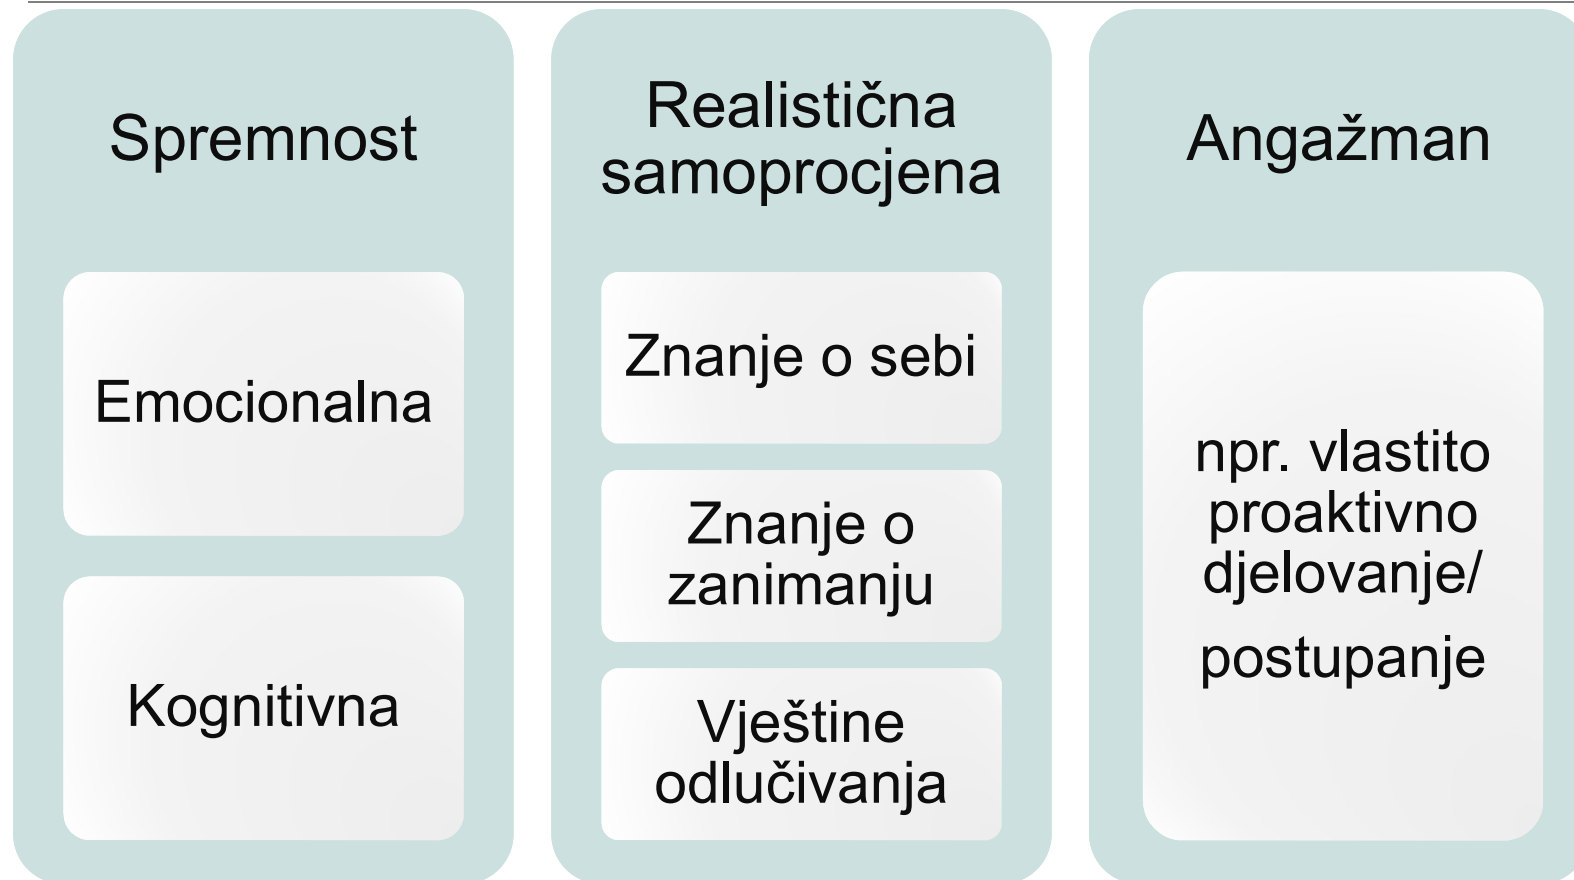 Spremnost
Emocionalna
Kognitivna
Realistična
samoprocjena
Znanje o sebi
Znanje o
zanimanju
Vještine
odlučivanja
Angažman
npr. vlastito
proaktivno
djelovanje/
postupanje